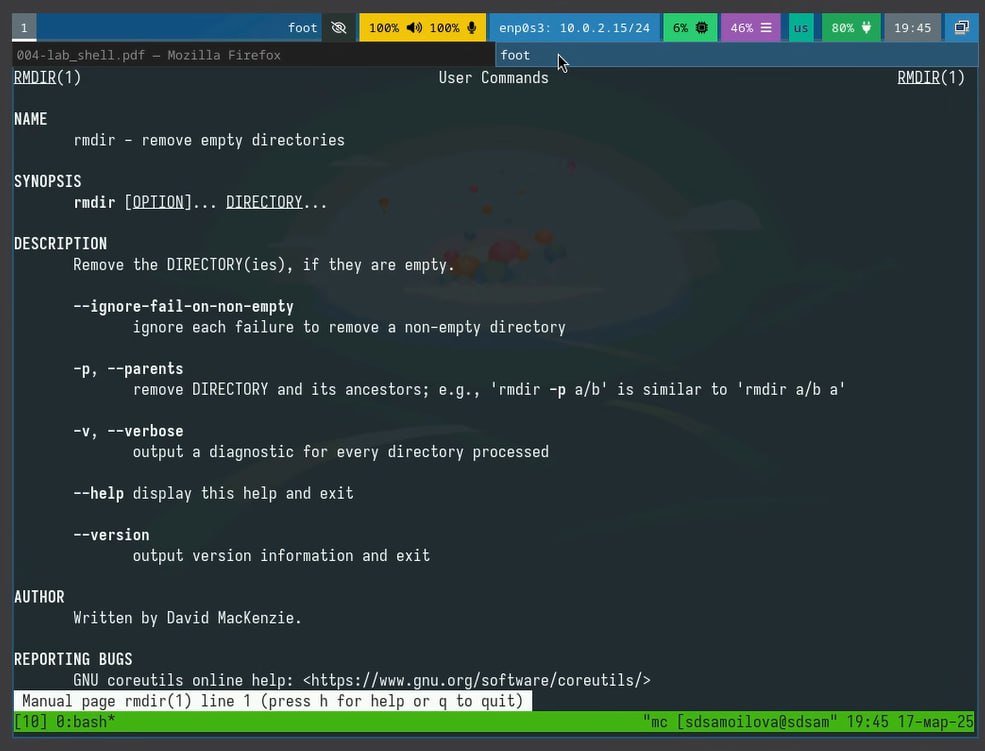 1 foot 100% 100% enp0s3: 10.0.2.15/24 6% 46% us 80% 19:45
004-lab_shell.pdf — Mozilla Firefox foot
RMDIR(1) User Commands RMDIR(1)
NAME
rmdir - remove empty directories
SYNOPSIS
rmdir [OPTION]... DIRECTORY...
DESCRIPTION
Remove the DIRECTORY(ies), if they are empty.
--ignore-fail-on-non-empty
ignore each failure to remove a non-empty directory
-p, --parents
remove DIRECTORY and its ancestors; e.g., 'rmdir -p a/b' is similar to 'rmdir a/b a'
-v, --verbose
output a diagnostic for every directory processed
--help display this help and exit
--version
output version information and exit
AUTHOR
Written by David MacKenzie.
REPORTING BUGS
GNU coreutils online help: <https://www.gnu.org/software/coreutils/>
Manual page rmdir(1) line 1 (press h for help or q to quit)
[10] 0:bash* "mc [sdsamoilova@sdsam" 19:45 17-мар-25